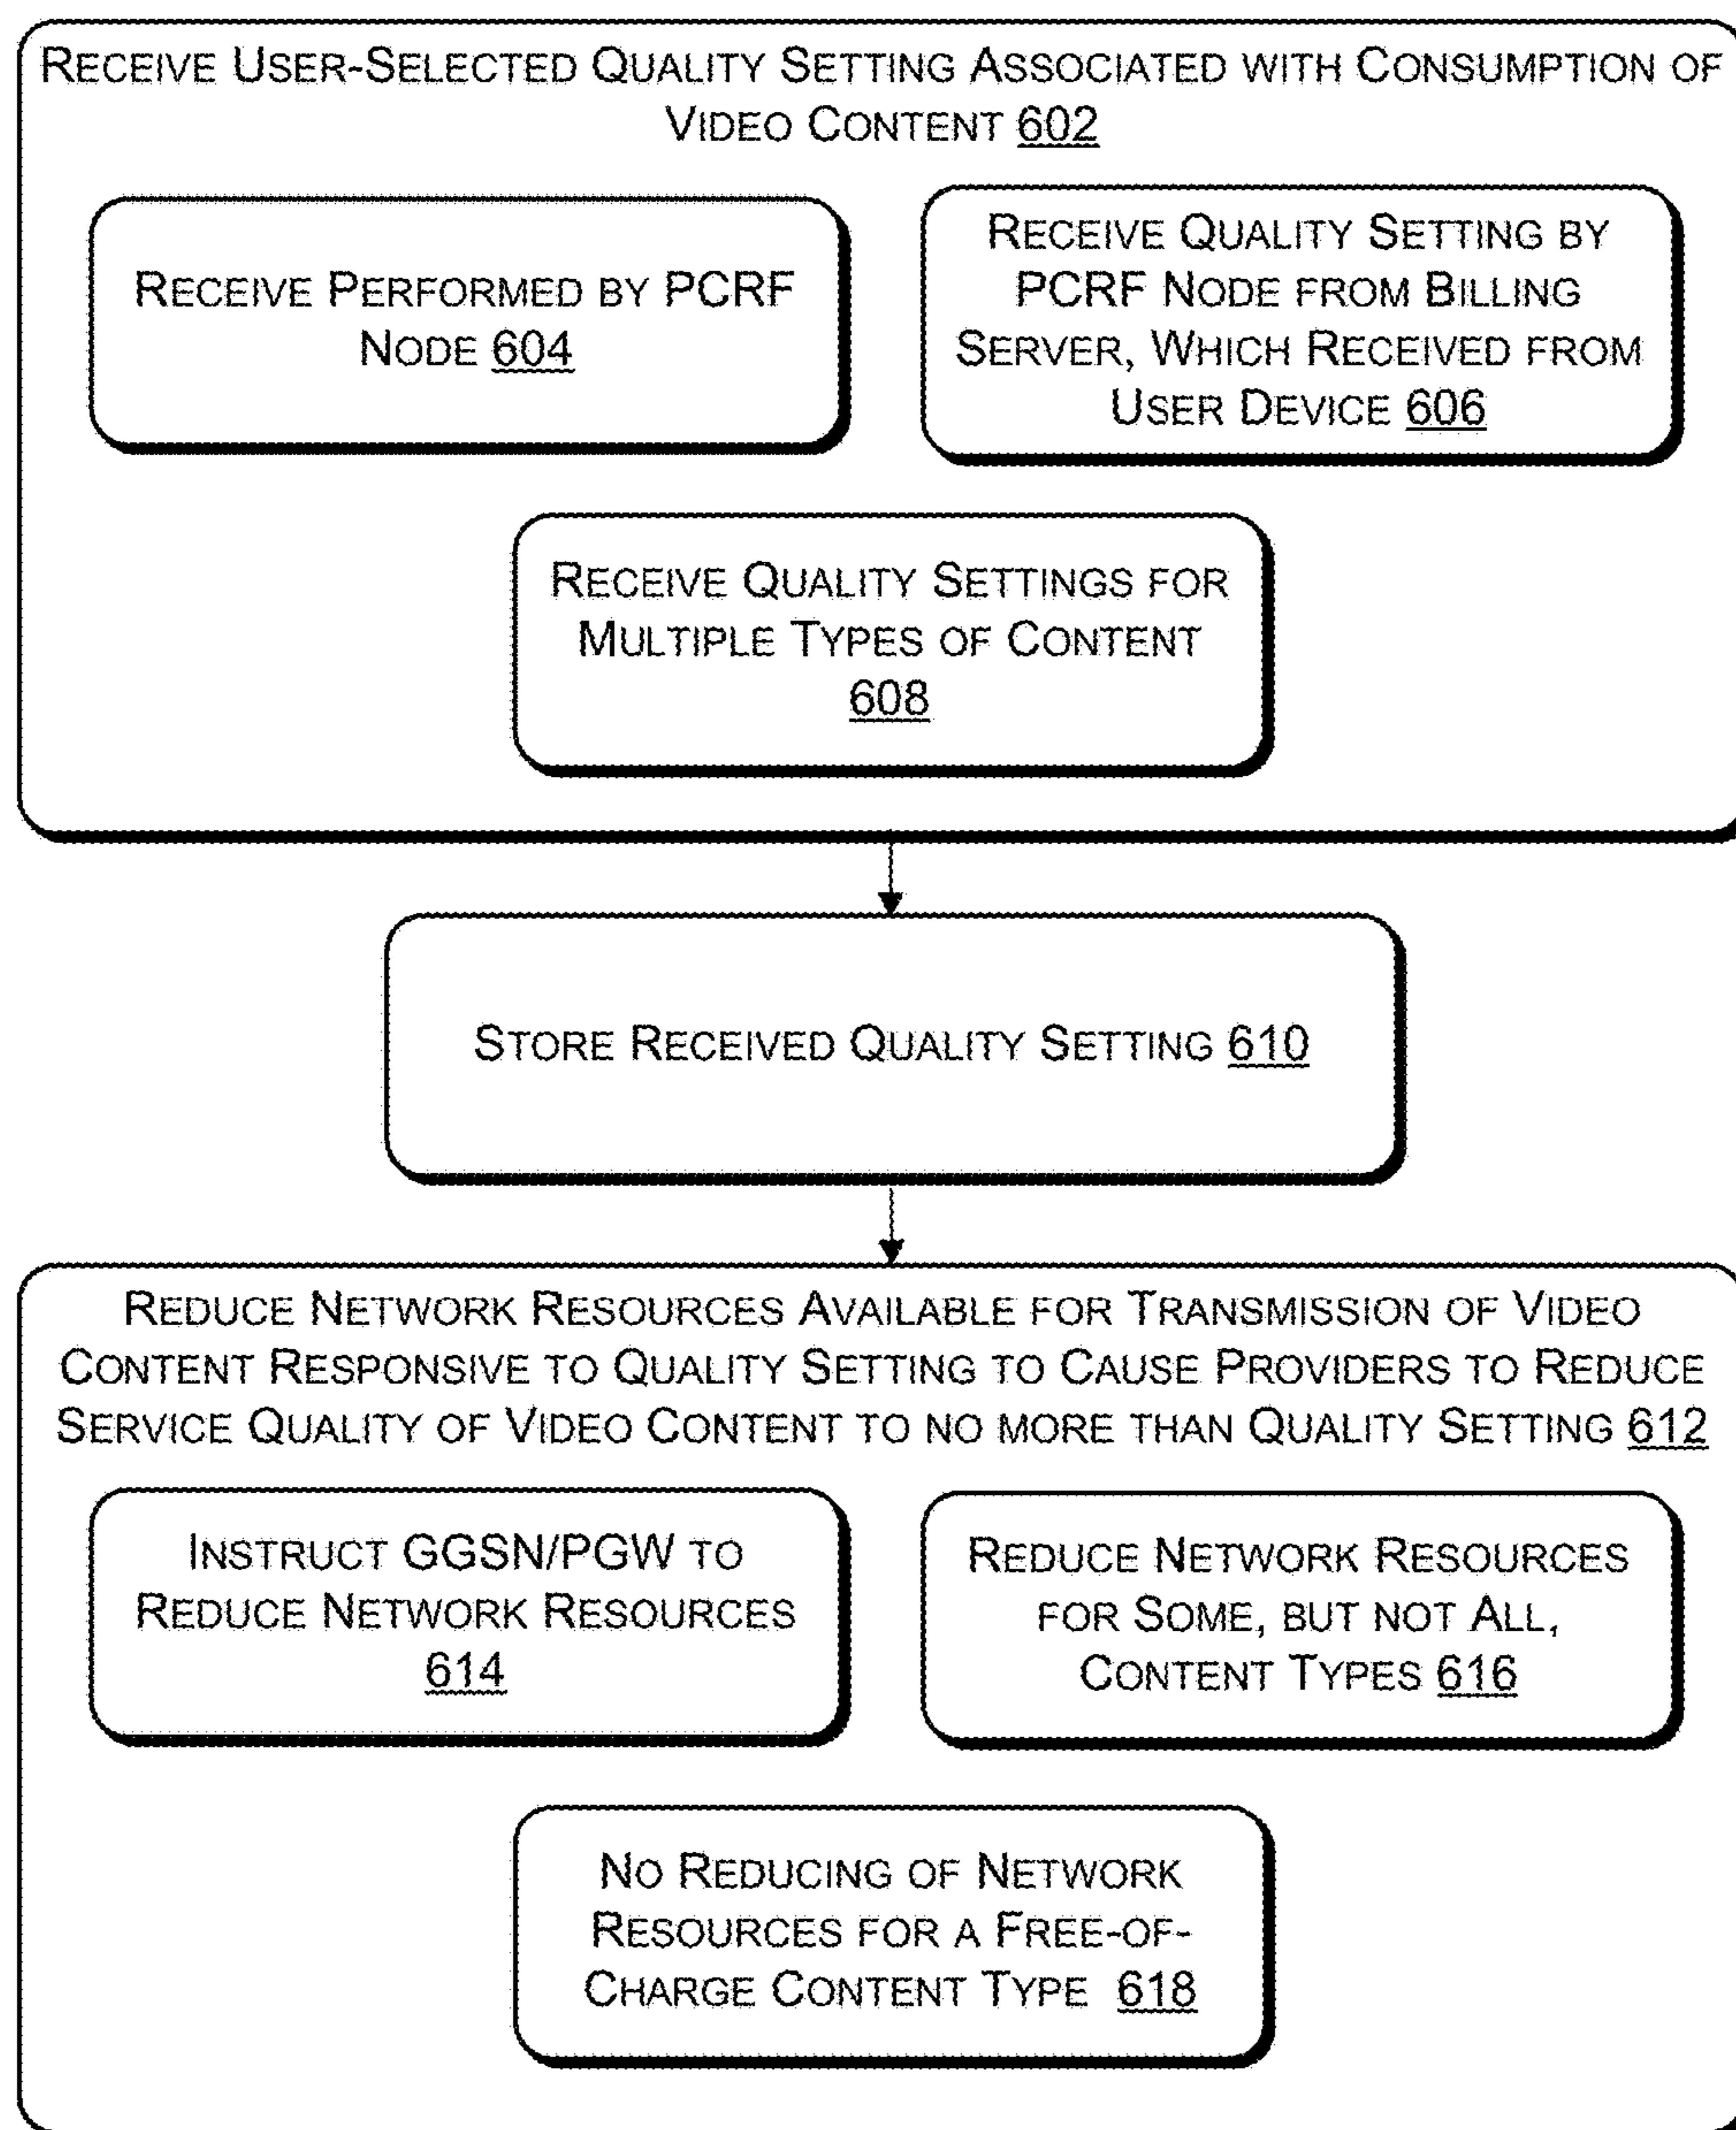 RECEIVE USER-SELECTED QUALITY SETTING ASSOCIATED WITH CONSUMPTION OF
VIDEO CONTENT 602
RECEIVE PERFORMED BY PCRF
NODE 604
RECEIVE QUALITY SETTING BY
PCRF NODE FROM BILLING
SERVER, WHICH RECEIVED FROM
USER DEVICE 606
RECEIVE QUALITY SETTINGS FOR
MULTIPLE TYPES OF CONTENT
608
STORE RECEIVED QUALITY SETTING 610
REDUCE NETWORK RESOURCES AVAILABLE FOR TRANSMISSION OF VIDEO
CONTENT RESPONSIVE TO QUALITY SETTING TO CAUSE PROVIDERS TO REDUCE
SERVICE QUALITY OF VIDEO CONTENT TO NO MORE THAN QUALITY SETTING 612
INSTRUCT GGSN/PGW TO
REDUCE NETWORK RESOURCES
614
REDUCE NETWORK RESOURCES
FOR SOME, BUT NOT ALL,
CONTENT TYPES 616
NO REDUCING OF NETWORK
RESOURCES FOR A FREE-OF-
CHARGE CONTENT TYPE 618